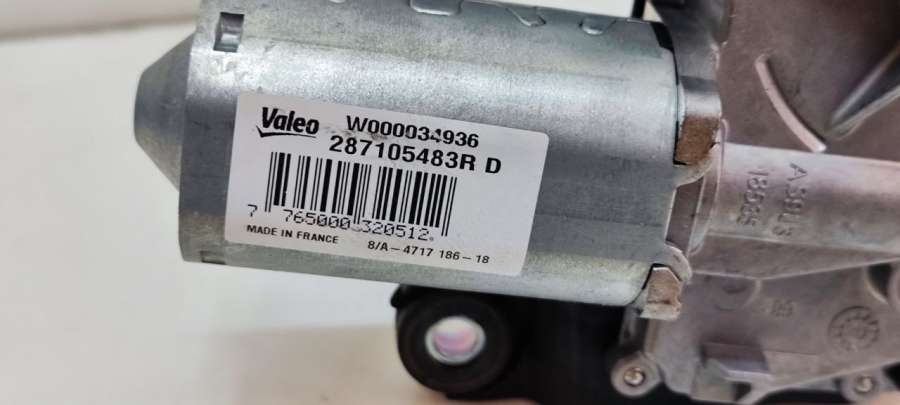 Valeo W000034936
287105483R D
7 765000 320512
MADE IN FRANCE 8/A-4717 186-18